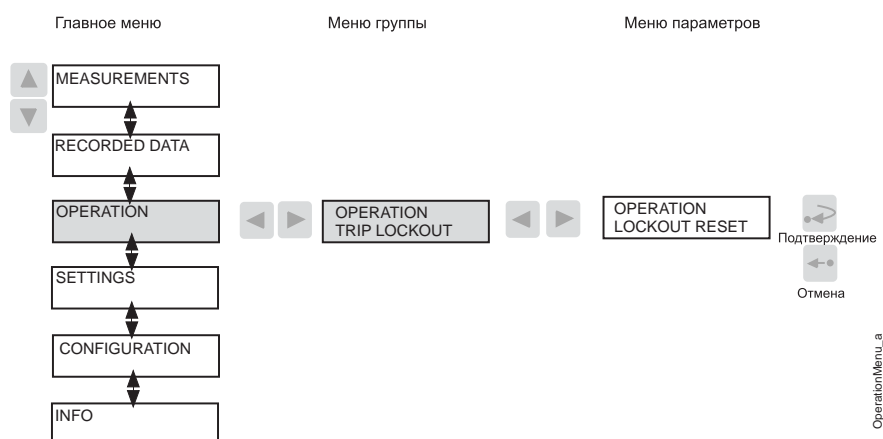 Главное меню
Меню группы
Меню параметров
MEASUREMENTS
RECORDED DATA
OPERATION
OPERATION
TRIP LOCKOUT
OPERATION
LOCKOUT RESET
Подтверждение
Отмена
SETTINGS
CONFIGURATION
INFO
OperationMenu_a